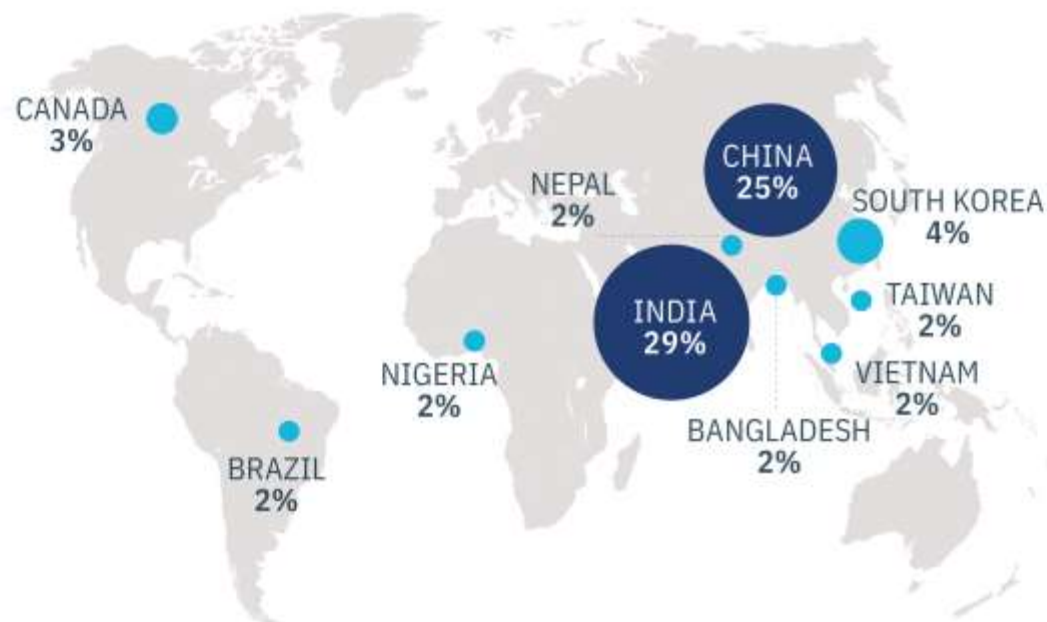 CANADA
3%
CHINA
25%
NEPAL
2%
SOUTH KOREA
4%
INDIA
29%
TAIWAN
2%
NIGERIA
2%
VIETNAM
2%
BANGLADESH
2%
BRAZIL
2%